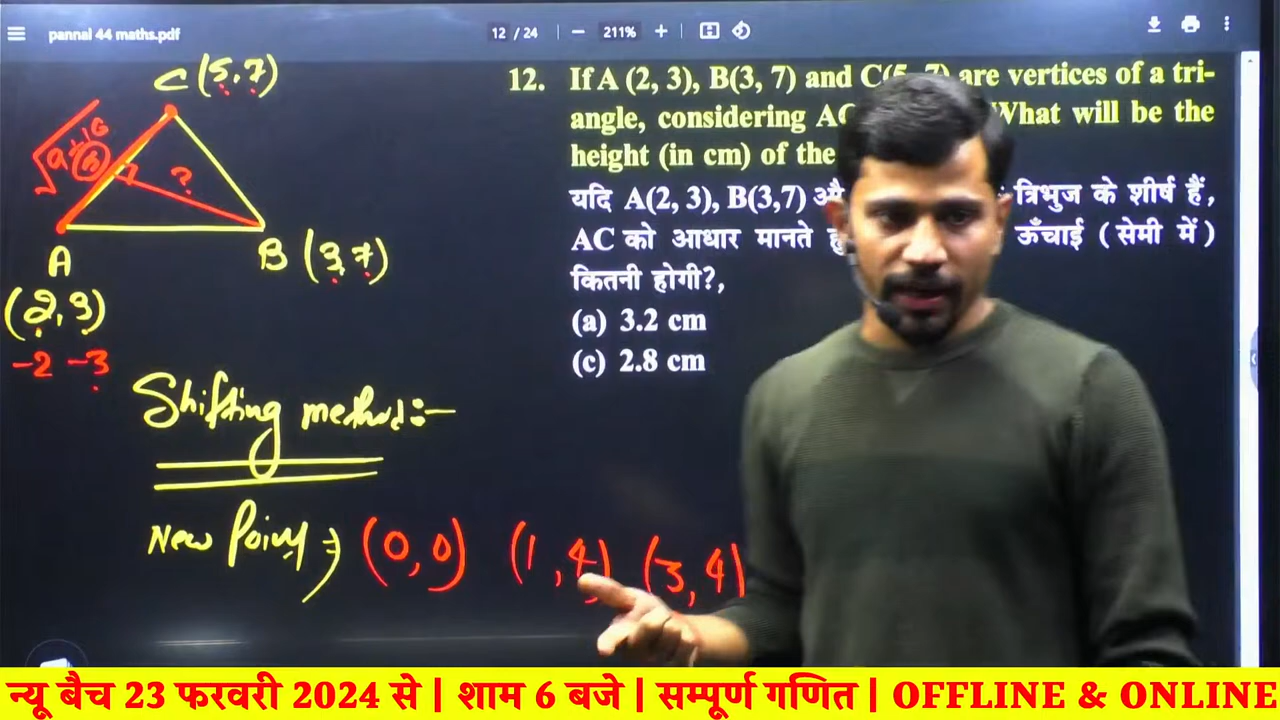 pannal 44 maths.pdf
12 / 24
211%
C (5,7)
A
B (3,7)
(2,3)
-2 -3
?
Shifting method:-
New Point ⇒ (0,0) (1,4) (3,4)
12. If A (2, 3), B(3, 7) and C(5, 7) are vertices of a tri-
angle, considering AC What will be the
height (in cm) of the
यदि A(2, 3), B(3,7) त्रिभुज के शीर्ष हैं,
AC को आधार मानते ऊँचाई (सेमी में)
कितनी होगी?,
(a) 3.2 cm
(c) 2.8 cm
न्यू बैच 23 फरवरी 2024 से | शाम 6 बजे | सम्पूर्ण गणित | OFFLINE & ONLINE